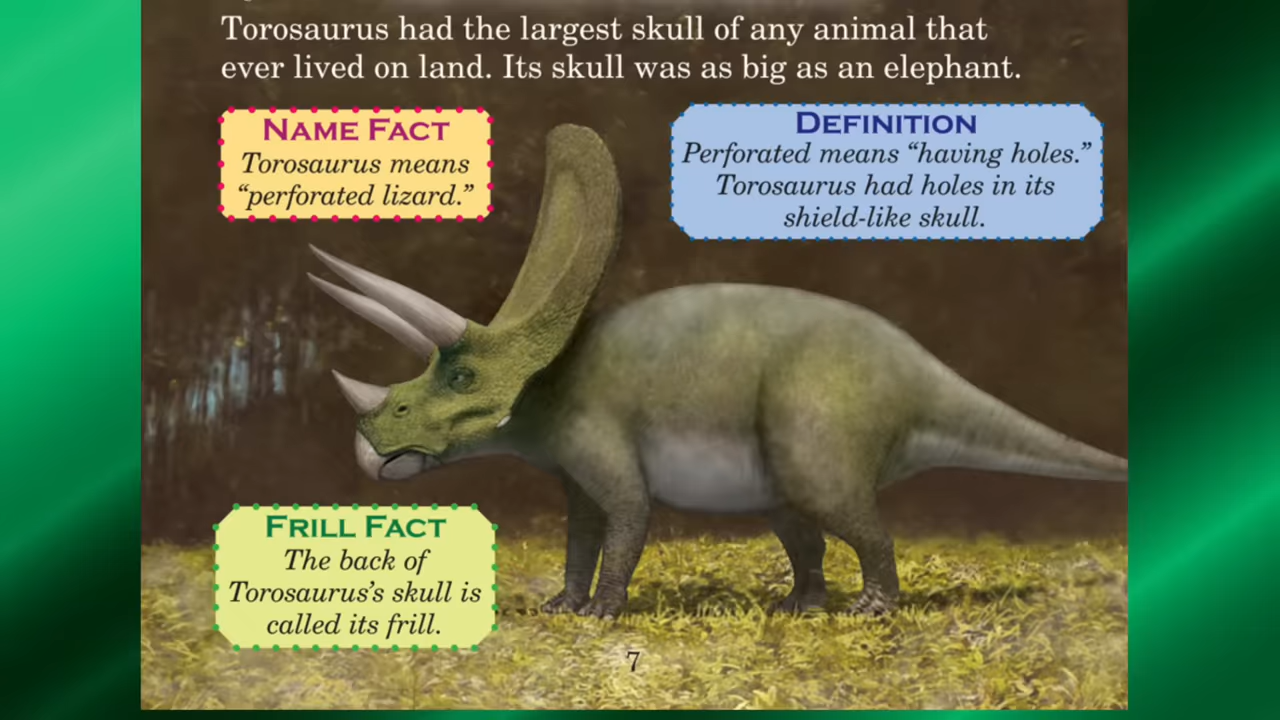 Torosaurus had the largest skull of any animal that
ever lived on land. Its skull was as big as an elephant.
NAME FACT
Torosaurus means
“perforated lizard.”
DEFINITION
Perforated means “having holes.”
Torosaurus had holes in its
shield-like skull.
FRILL FACT
The back of
Torosaurus’s skull is
called its frill.
7